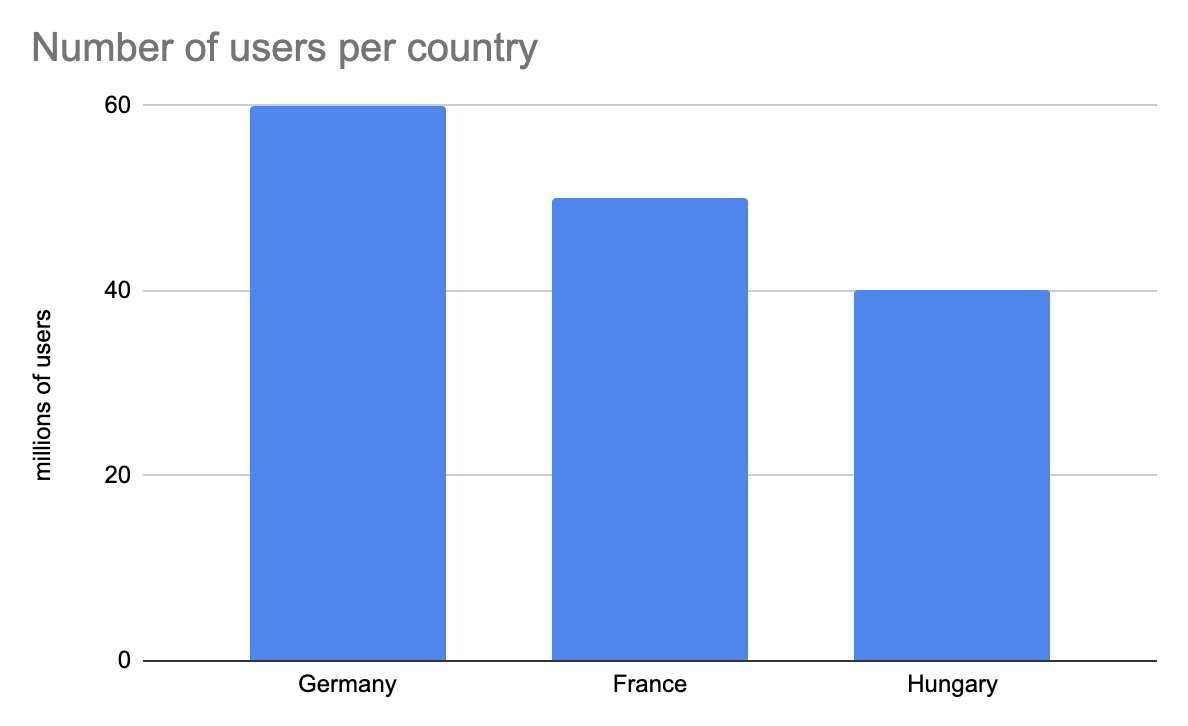 Number of users per country
60
40
20
0
millions of users
Germany
France
Hungary